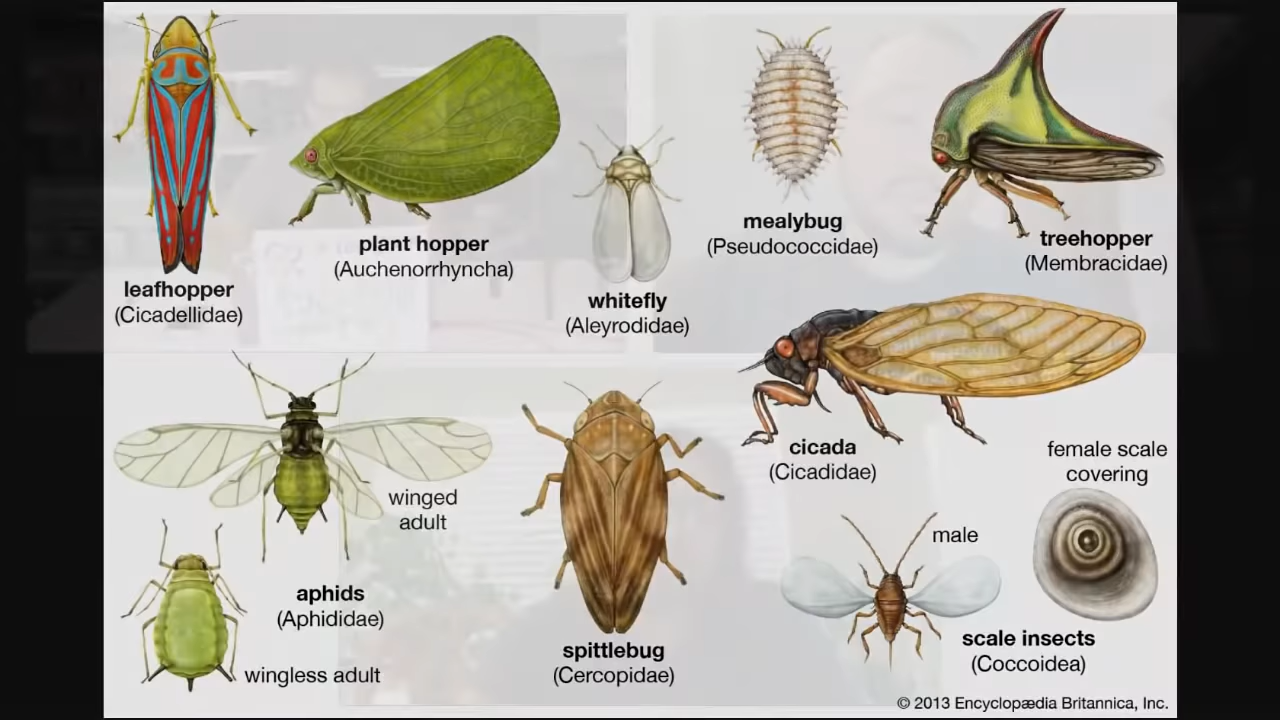 leafhopper
(Cicadellidae)
plant hopper
(Auchenorrhyncha)
whitefly
(Aleyrodidae)
mealybug
(Pseudococcidae)
treehopper
(Membracidae)
winged
adult
aphids
(Aphididae)
wingless adult
spittlebug
(Cercopidae)
cicada
(Cicadidae)
female scale
covering
male
scale insects
(Coccoidea)
© 2013 Encyclopædia Britannica, Inc.